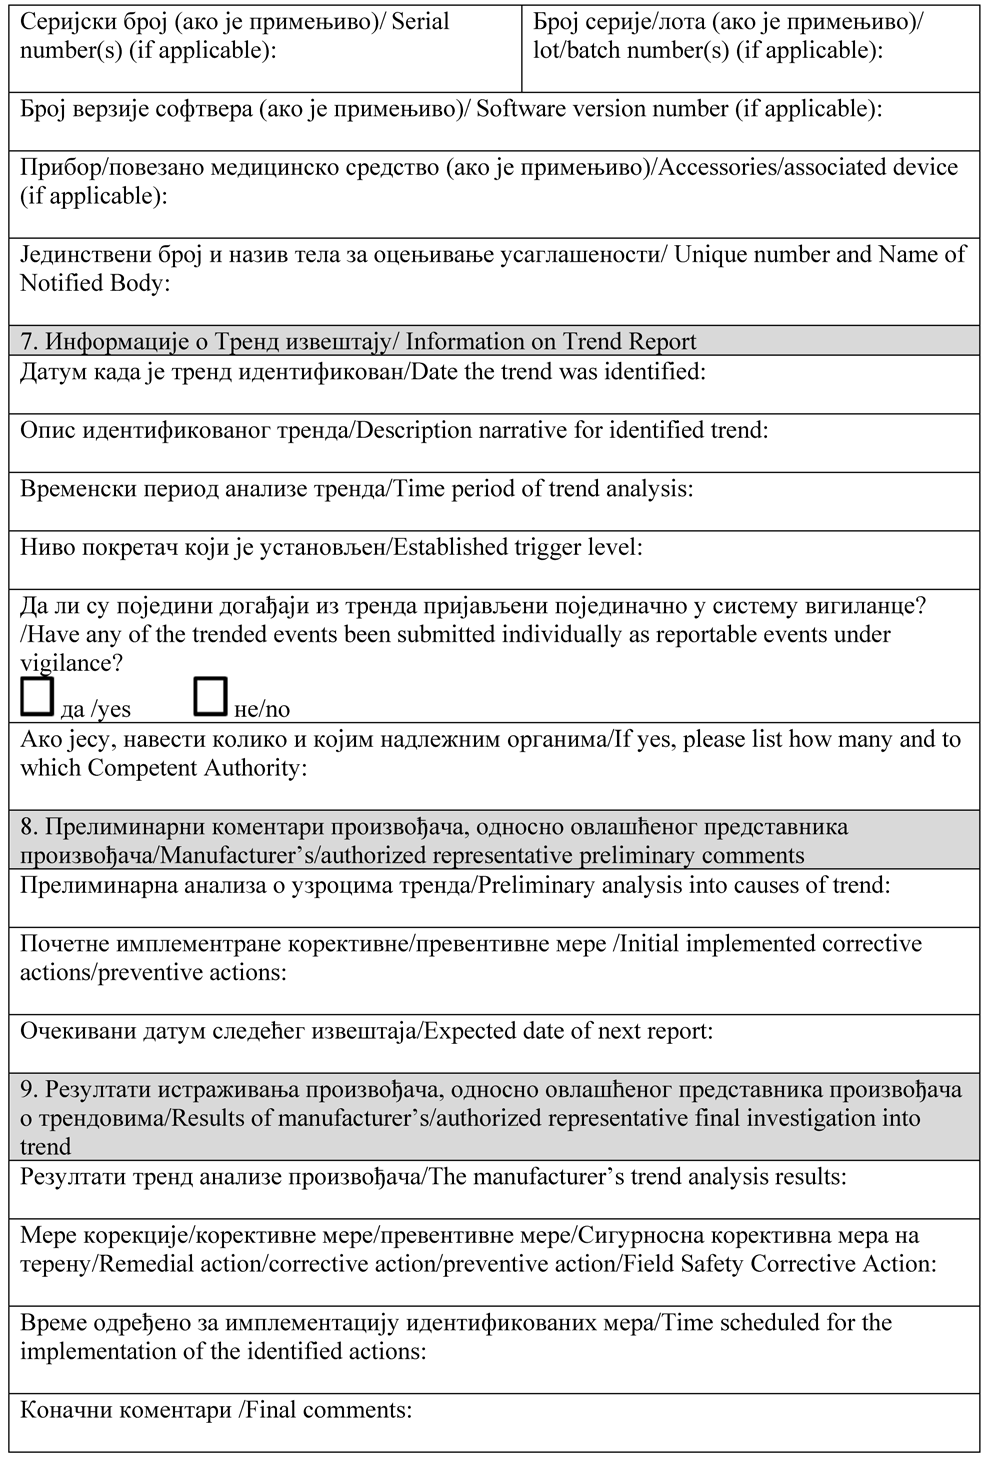 Серијски број (ако је примењиво)/ Serial
number(s) (if applicable):
Број серије/лота (ако је примењиво)/
lot/batch number(s) (if applicable):
Број верзије софтвера (ако је примењиво)/ Software version number (if applicable):
Прибор/повезано медицинско средство (ако је примењиво)/Accessories/associated device
(if applicable):
Јединствени број и назив тела за оцењивање усаглашености/ Unique number and Name of
Notified Body:
7. Информације о Тренд извештају/ Information on Trend Report
Датум када је тренд идентификован/Date the trend was identified:
Опис идентификованог тренда/Description narrative for identified trend:
Временски период анализе тренда/Time period of trend analysis:
Ниво покретач који је установљен/Established trigger level:
Да ли су поједини догађаји из тренда пријављени појединачно у систему вигиланце?
/Have any of the trended events been submitted individually as reportable events under
vigilance?
да /yes не/no
Ако јесу, навести колико и којим надлежним органима/If yes, please list how many and to
which Competent Authority:
8. Прелиминарни коментари произвођача, односно овлашћеног представника
произвођача/Manufacturer’s/authorized representative preliminary comments
Прелиминарна анализа о узроцима тренда/Preliminary analysis into causes of trend:
Почетне имплементране корективне/превентивне мере /Initial implemented corrective
actions/preventive actions:
Очекивани датум следећег извештаја/Expected date of next report:
9. Резултати истраживања произвођача, односно овлашћеног представника произвођача
о трендовима/Results of manufacturer’s/authorized representative final investigation into
trend
Резултати тренд анализе произвођача/The manufacturer’s trend analysis results:
Мере корекције/корективне мере/превентивне мере/Сигурносна корективна мера на
терену/Remedial action/corrective action/preventive action/Field Safety Corrective Action:
Време одређено за имплементацију идентификованих мера/Time scheduled for the
implementation of the identified actions:
Коначни коментари /Final comments: